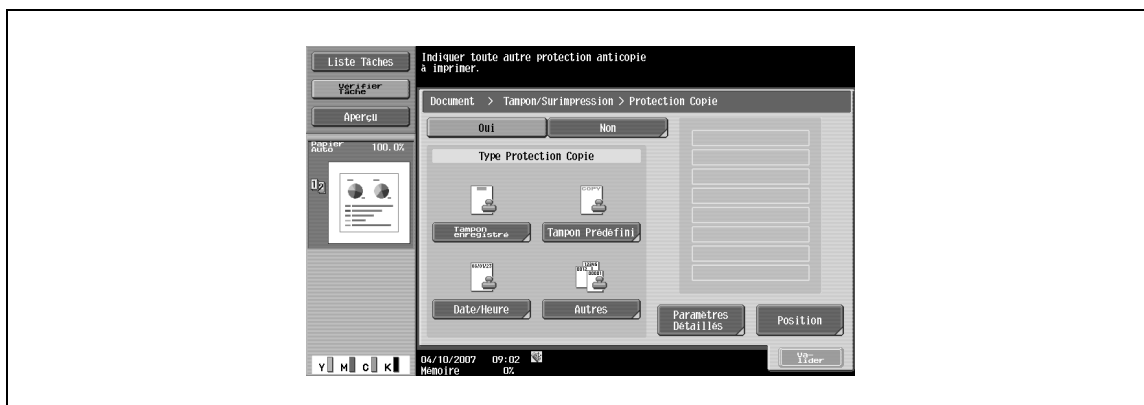 Liste Tâches
Vérifier
Tâche
Aperçu
Papier
Auto 100.0%
Indiquer toute autre protection anticopie
à imprimer.
Document > Tampon/Surimpression > Protection Copie
Oui Non
Type Protection Copie
COPY
Tampon
enregistré
Tampon Prédéfini
Date/Heure
Autres
Paramètres
Détaillés
Position
Va-
lider
Y M C K
04/10/2007 09:02
Mémoire 0%